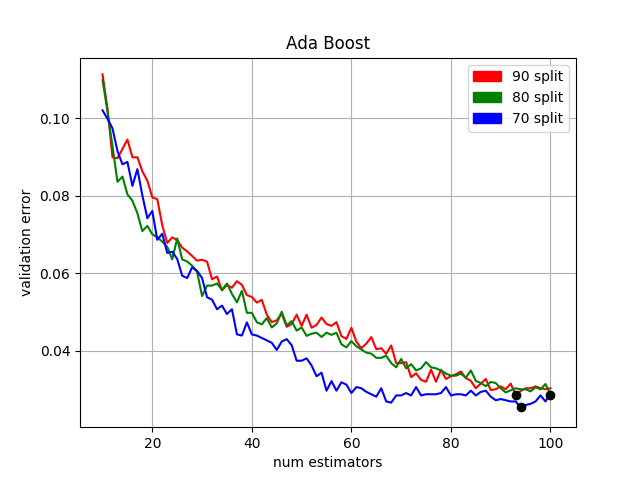 Ada Boost
90 split
80 split
70 split
validation error
0.10
0.08
0.06
0.04
20 40 60 80 100
num estimators